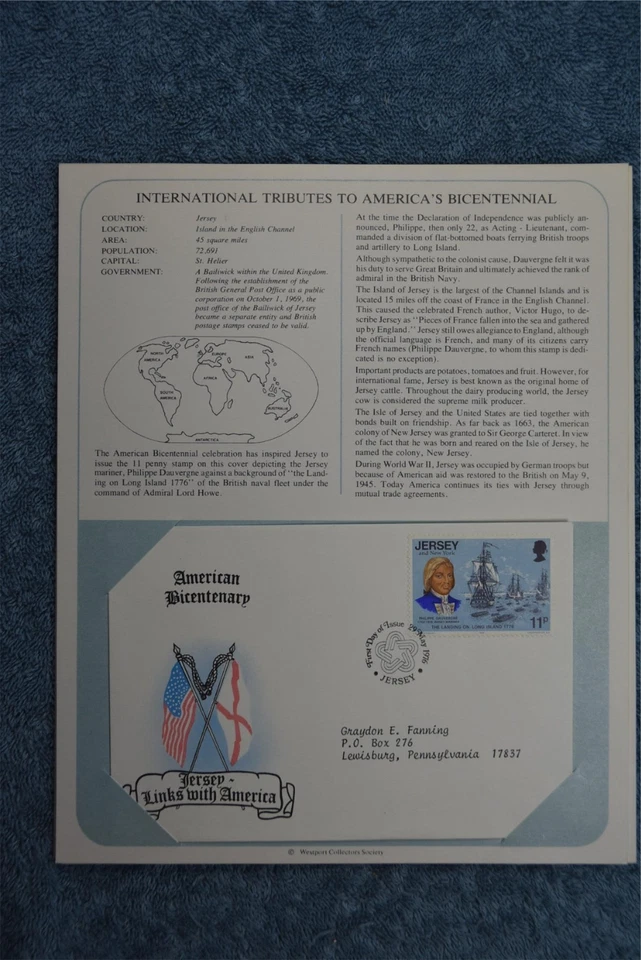 INTERNATIONAL TRIBUTES TO AMERICA'S BICENTENNIAL
COUNTRY: Jersey
LOCATION: Island in the English Channel
AREA: 45 square miles
POPULATION: 72,691
CAPITAL: St. Helier
GOVERNMENT: A Bailiwick within the United Kingdom.
Following the establishment of the
British General Post Office as a public
corporation on October 1, 1969, the
post office of the Bailiwick of Jersey
became a separate entity and British
postage stamps ceased to be valid.
NORTH
AMERICA
EUROPE
ASIA
AFRICA
SOUTH
AMERICA
AUSTRALIA
ANTARCTICA
The American Bicentennial celebration has inspired Jersey to
issue the 11 penny stamp on this cover depicting the Jersey
mariner, Philippe Dauvergne against a background of "the Land-
ing on Long Island 1776" of the British naval fleet under the
command of Admiral Lord Howe.
At the time the Declaration of Independence was publicly an-
nounced, Philippe, then only 22, as Acting - Lieutenant, com-
manded a division of flat-bottomed boats ferrying British troops
and artillery to Long Island.
Although sympathetic to the colonist cause, Dauvergne felt it was
his duty to serve Great Britain and ultimately achieved the rank of
admiral in the British Navy.
The Island of Jersey is the largest of the Channel Islands and is
located 15 miles off the coast of France in the English Channel.
This caused the celebrated French author, Victor Hugo, to de-
scribe Jersey as "Pieces of France fallen into the sea and gathered
up by England." Jersey still owes allegiance to England, although
the official language is French, and many of its citizens carry
French names (Philippe Dauvergne, to whom this stamp is dedi-
cated is no exception).
Important products are potatoes, tomatoes and fruit. However, for
international fame, Jersey is best known as the original home of
Jersey cattle. Throughout the dairy producing world, the Jersey
cow is considered the supreme milk producer.
The Isle of Jersey and the United States are tied together with
bonds built on friendship. As far back as 1663, the American
colony of New Jersey was granted to Sir George Carteret. In view
of the fact that he was born and reared on the Isle of Jersey, he
named the colony, New Jersey.
During World War II, Jersey was occupied by German troops but
because of American aid was restored to the British on May 9,
1945. Today America continues its ties with Jersey through
mutual trade agreements.
American
Bicentenary
JERSEY
and New York
PHILIPPE DAUVERGNE
THE LANDING ON LONG ISLAND 1776
11P
First Day of Issue 29 May 1976
JERSEY
Graydon E. Fanning
P.O. Box 276
Lewisburg, Pennsylvania 17837
Jersey -
Links with America
© Westport Collectors Society